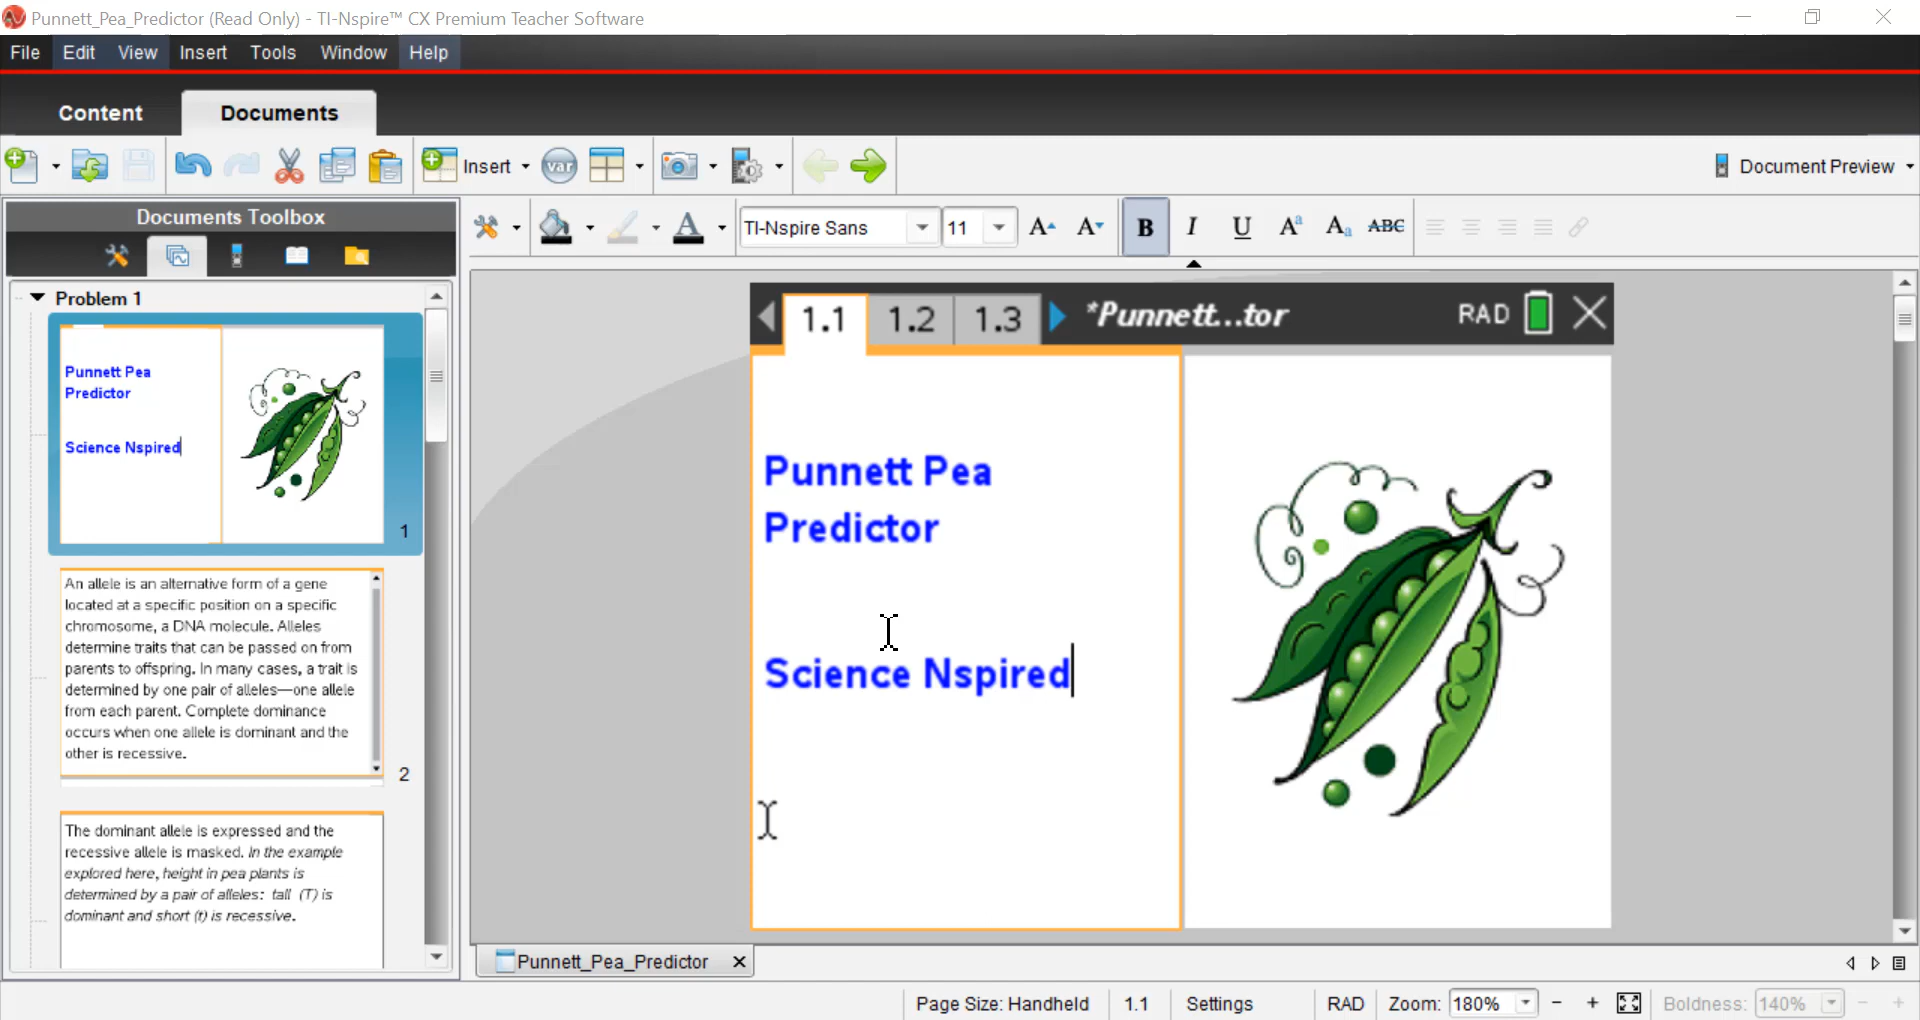 Punnett_Pea_Predictor (Read Only) - TI-Nspire™ CX Premium Teacher Software
File Edit View Insert Tools Window Help
Content Documents
Insert var Document Preview
Documents Toolbox
TI-Nspire Sans 11 A A B I U Aa Aa ABC
Problem 1
Punnett Pea
Predictor
Science Nspired
1
An allele is an alternative form of a gene
located at a specific position on a specific
chromosome, a DNA molecule. Alleles
determine traits that can be passed on from
parents to offspring. In many cases, a trait is
determined by one pair of alleles—one allele
from each parent. Complete dominance
occurs when one allele is dominant and the
other is recessive.
2
The dominant allele is expressed and the
recessive allele is masked. In the example
explored here, height in pea plants is
determined by a pair of alleles: tall (T) is
dominant and short (t) is recessive.
1.1 1.2 1.3 *Punnett...tor RAD
Punnett Pea
Predictor
Science Nspired
Punnett_Pea_Predictor
Page Size: Handheld 1.1 Settings RAD Zoom: 180% - + Boldness: 140% - +